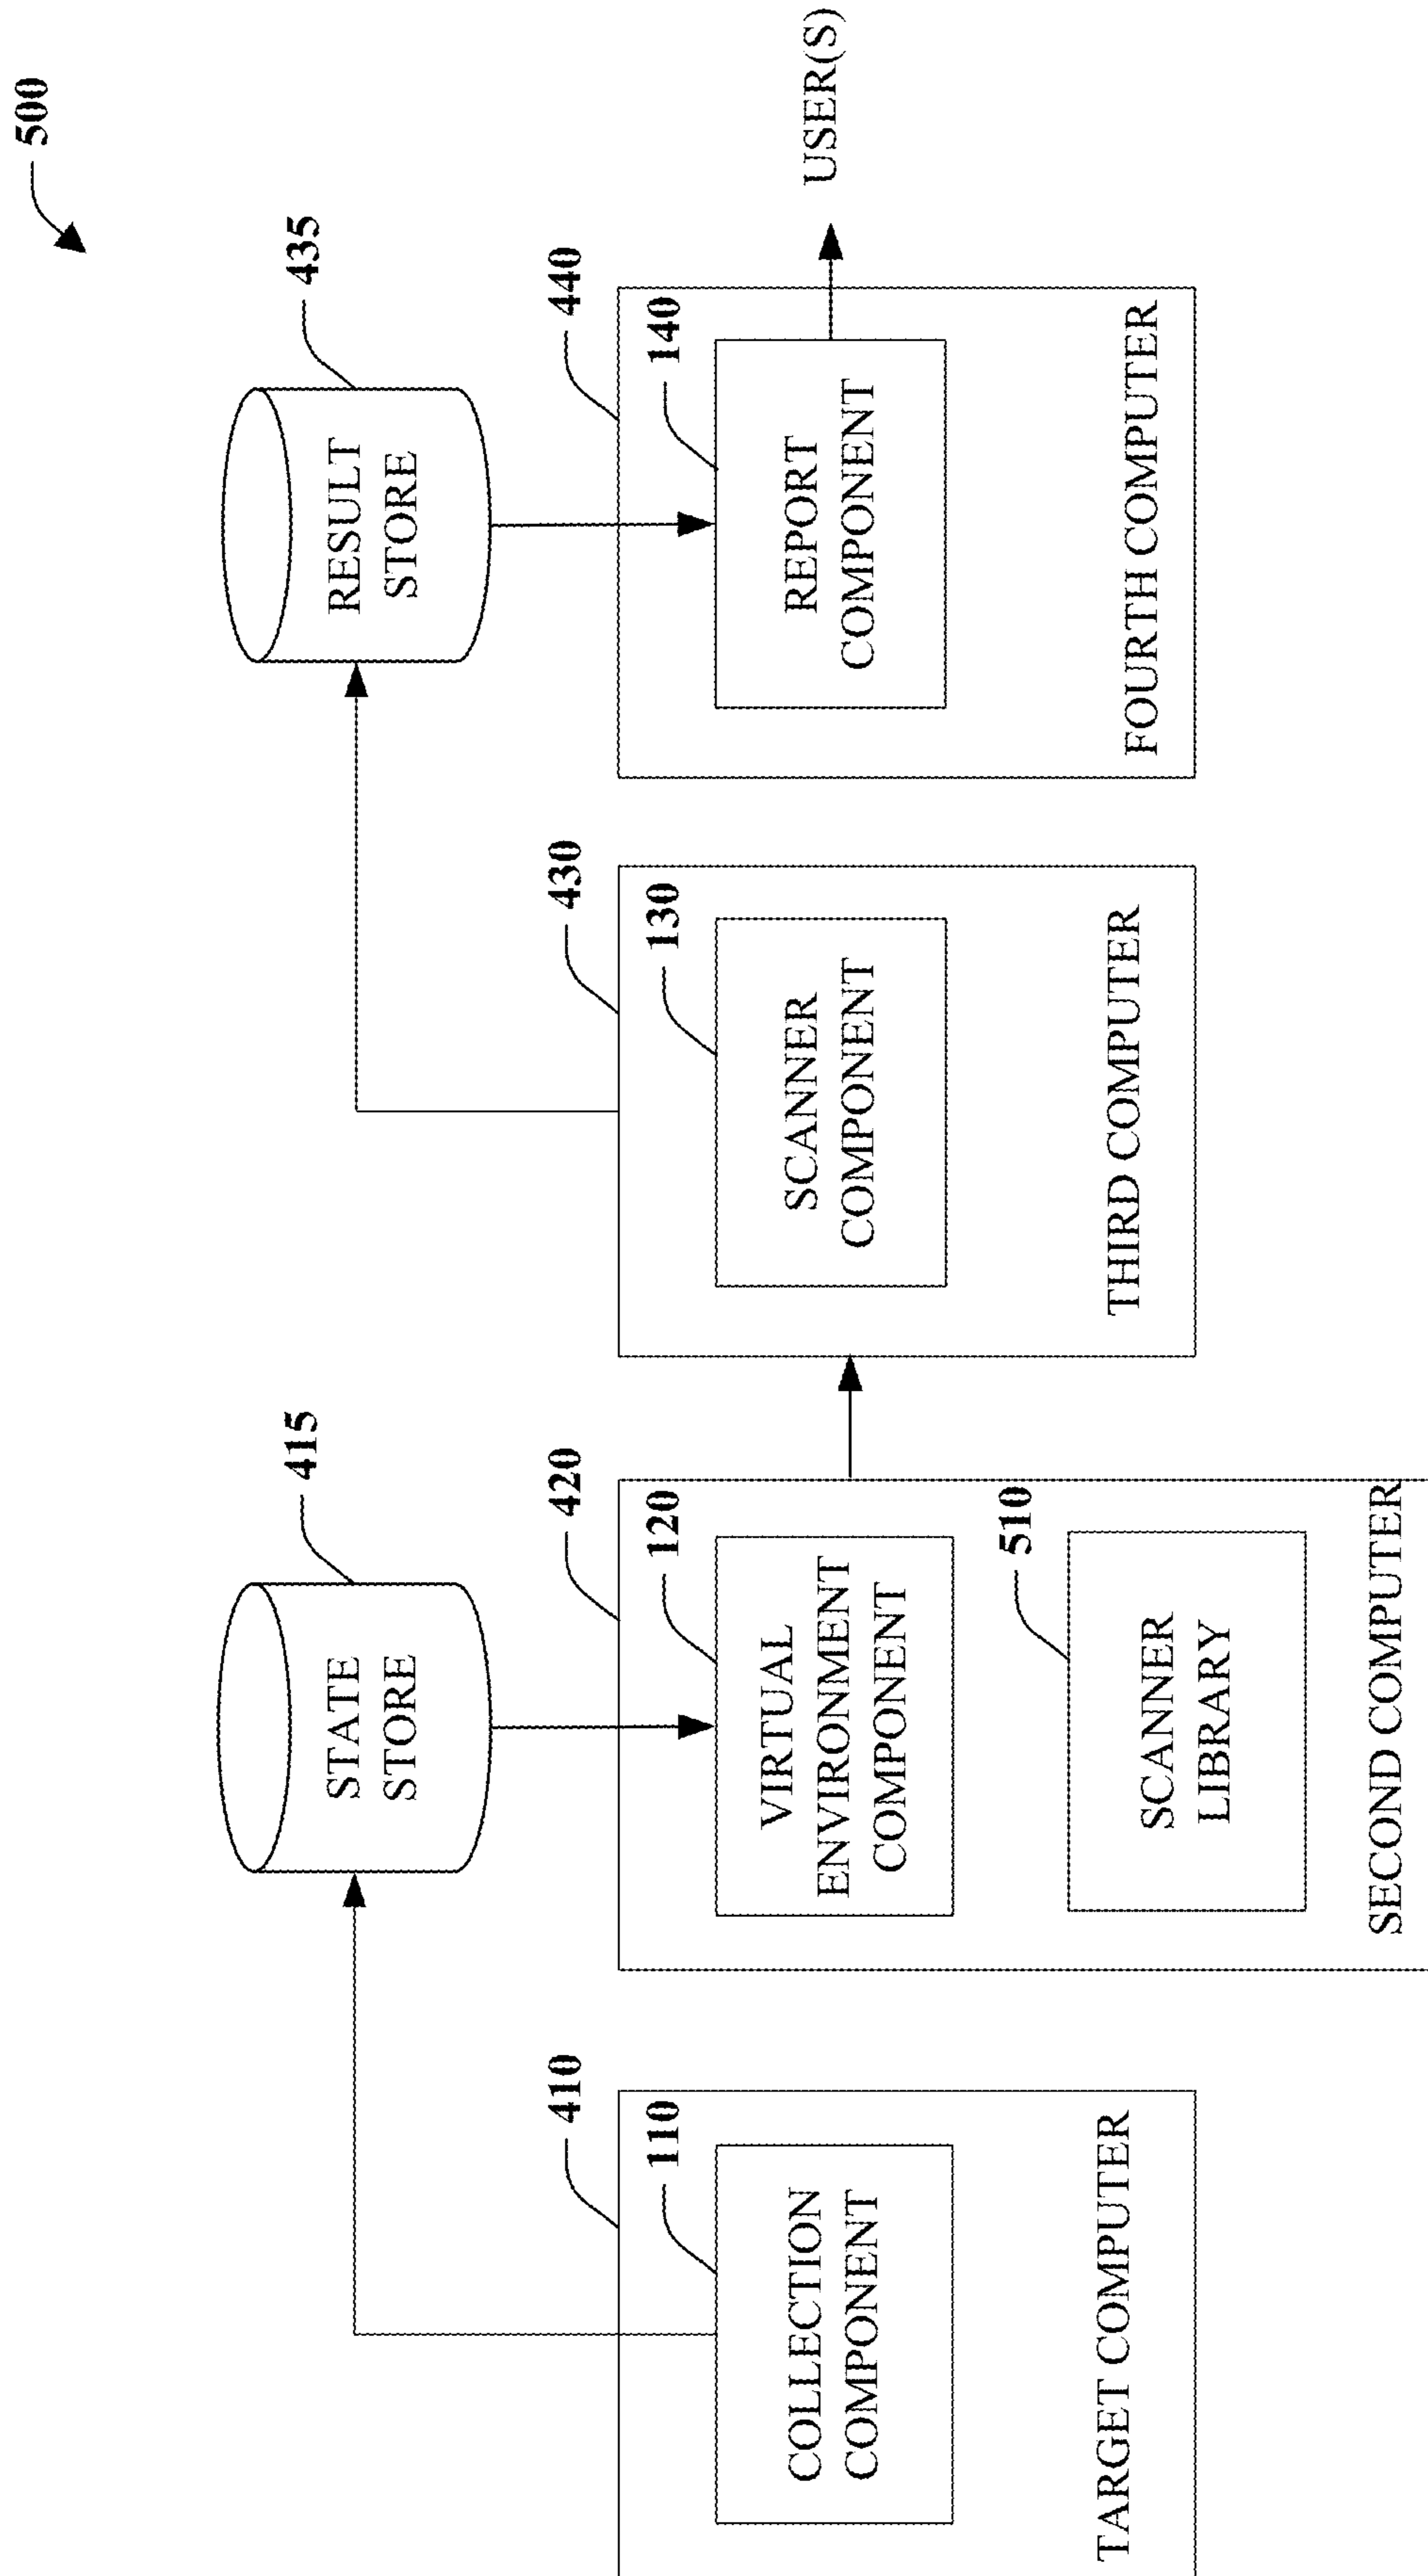 500
415
435
STATE
STORE
RESULT
STORE
410
420
430
440
110
120
130
140
COLLECTION
COMPONENT
VIRTUAL
ENVIRONMENT
COMPONENT
SCANNER
COMPONENT
REPORT
COMPONENT
USER(S)
510
SCANNER
LIBRARY
TARGET COMPUTER
SECOND COMPUTER
THIRD COMPUTER
FOURTH COMPUTER